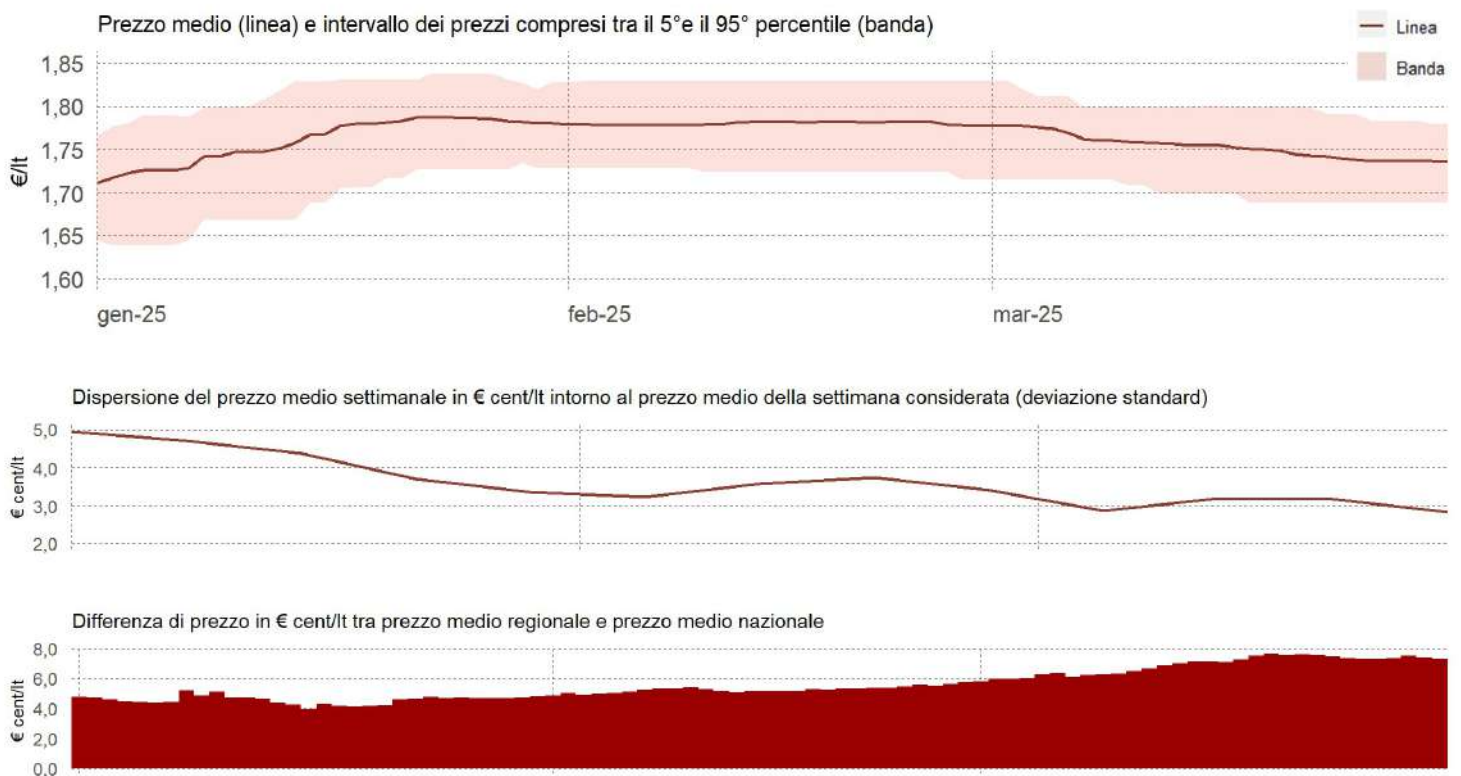 Prezzo medio (linea) e intervallo dei prezzi compresi tra il 5°e il 95° percentile (banda)
Linea
Banda
€/lt
1,85
1,80
1,75
1,70
1,65
1,60
gen-25
feb-25
mar-25
Dispersione del prezzo medio settimanale in € cent/lt intorno al prezzo medio della settimana considerata (deviazione standard)
€ cent/lt
5,0
4,0
3,0
2,0
Differenza di prezzo in € cent/lt tra prezzo medio regionale e prezzo medio nazionale
€ cent/lt
8,0
6,0
4,0
2,0
0,0